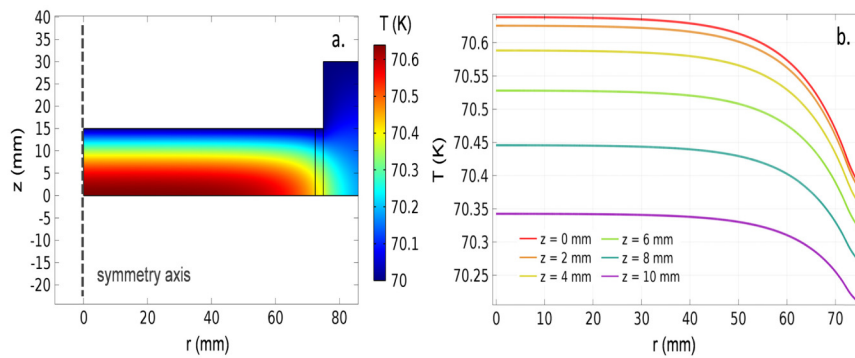 40
35
30
25
20
15
10
5
0
-5
-10
-15
-20
z (mm)
a.
symmetry axis
0 20 40 60 80
r (mm)
T (K)
70.6
70.5
70.4
70.3
70.2
70.1
70
b.
70.6
70.55
70.5
70.45
70.4
70.35
70.3
70.25
T (K)
z = 0 mm z = 6 mm
z = 2 mm z = 8 mm
z = 4 mm z = 10 mm
0 10 20 30 40 50 60 70
r (mm)